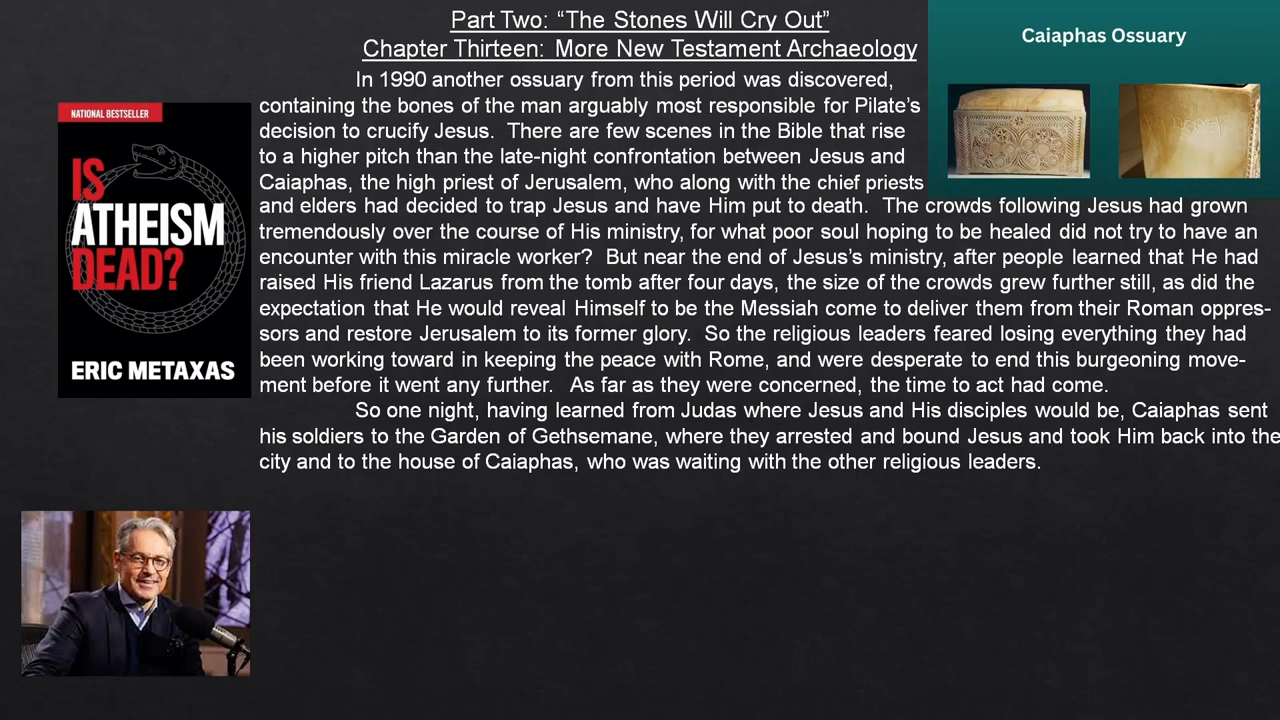 Part Two: “The Stones Will Cry Out”
Chapter Thirteen: More New Testament Archaeology
Caiaphas Ossuary
In 1990 another ossuary from this period was discovered,
containing the bones of the man arguably most responsible for Pilate’s
decision to crucify Jesus.  There are few scenes in the Bible that rise
to a higher pitch than the late-night confrontation between Jesus and
Caiaphas, the high priest of Jerusalem, who along with the chief priests
and elders had decided to trap Jesus and have Him put to death.  The crowds following Jesus had grown
tremendously over the course of His ministry, for what poor soul hoping to be healed did not try to have an
encounter with this miracle worker?  But near the end of Jesus’s ministry, after people learned that He had
raised His friend Lazarus from the tomb after four days, the size of the crowds grew further still, as did the
expectation that He would reveal Himself to be the Messiah come to deliver them from their Roman oppres-
sors and restore Jerusalem to its former glory.  So the religious leaders feared losing everything they had
been working toward in keeping the peace with Rome, and were desperate to end this burgeoning move-
ment before it went any further.   As far as they were concerned, the time to act had come.
So one night, having learned from Judas where Jesus and His disciples would be, Caiaphas sent
his soldiers to the Garden of Gethsemane, where they arrested and bound Jesus and took Him back into the
city and to the house of Caiaphas, who was waiting with the other religious leaders.
NATIONAL BESTSELLER
IS
ATHEISM
DEAD?
ERIC METAXAS